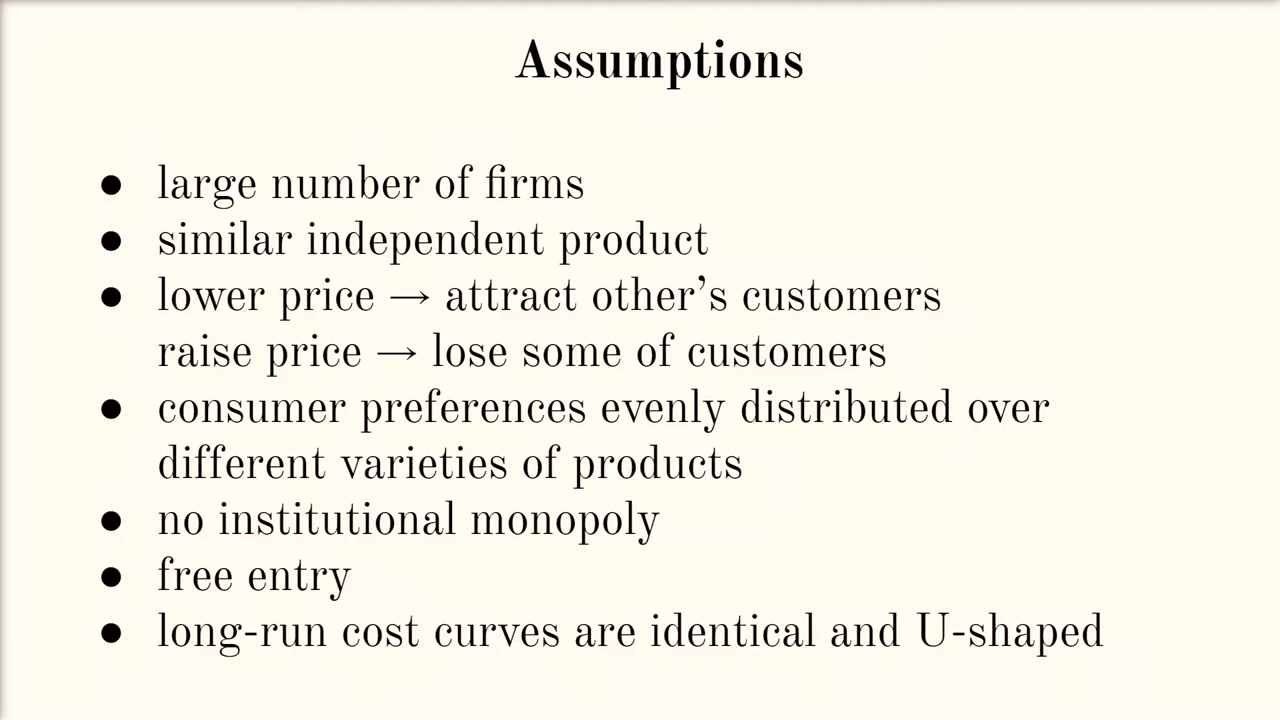 Assumptions
● large number of firms
● similar independent product
● lower price → attract other’s customers
raise price → lose some of customers
● consumer preferences evenly distributed over
different varieties of products
● no institutional monopoly
● free entry
● long-run cost curves are identical and U-shaped